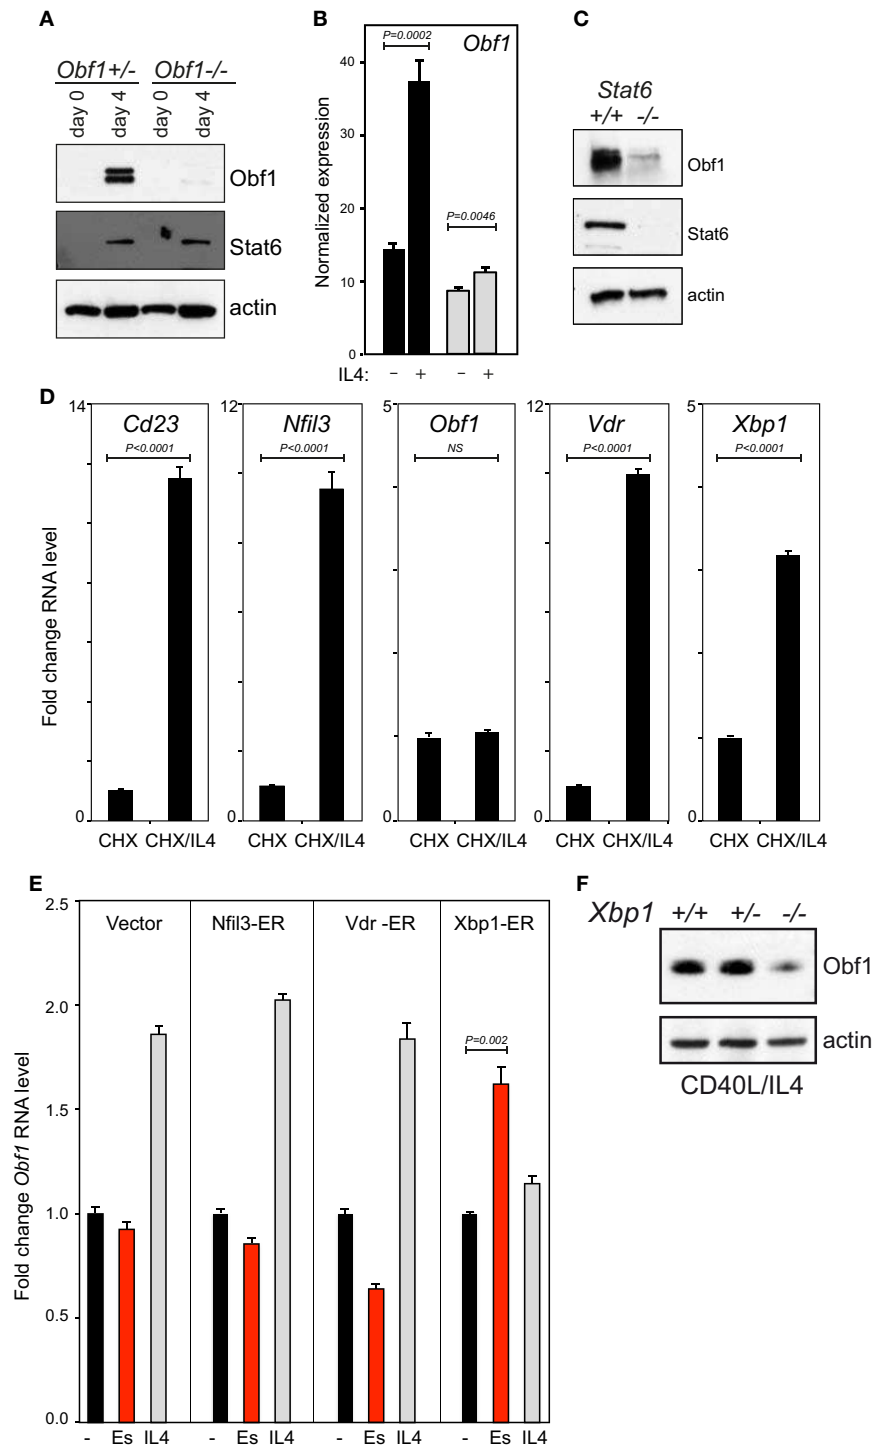 A
Obf1+/- Obf1-/-
day 0 day 4 day 0 day 4
Obf1
Stat6
actin
B
Obf1
P=0.0002
P=0.0046
Normalized expression
40
30
20
10
0
IL4: - + - +
C
Stat6
+/+ -/-
Obf1
Stat6
actin
D
Fold change RNA level
14
0
Cd23
P<0.0001
CHX CHX/IL4
12
0
Nfil3
P<0.0001
CHX CHX/IL4
5
0
Obf1
NS
CHX CHX/IL4
12
0
Vdr
P<0.0001
CHX CHX/IL4
5
0
Xbp1
P<0.0001
CHX CHX/IL4
E
Fold change Obf1 RNA level
2.5
2.0
1.5
1.0
0.5
0.0
Vector Nfil3-ER Vdr -ER Xbp1-ER
P=0.002
- Es IL4 - Es IL4 - Es IL4 - Es IL4
F
Xbp1 +/+ +/- -/-
Obf1
actin
CD40L/IL4